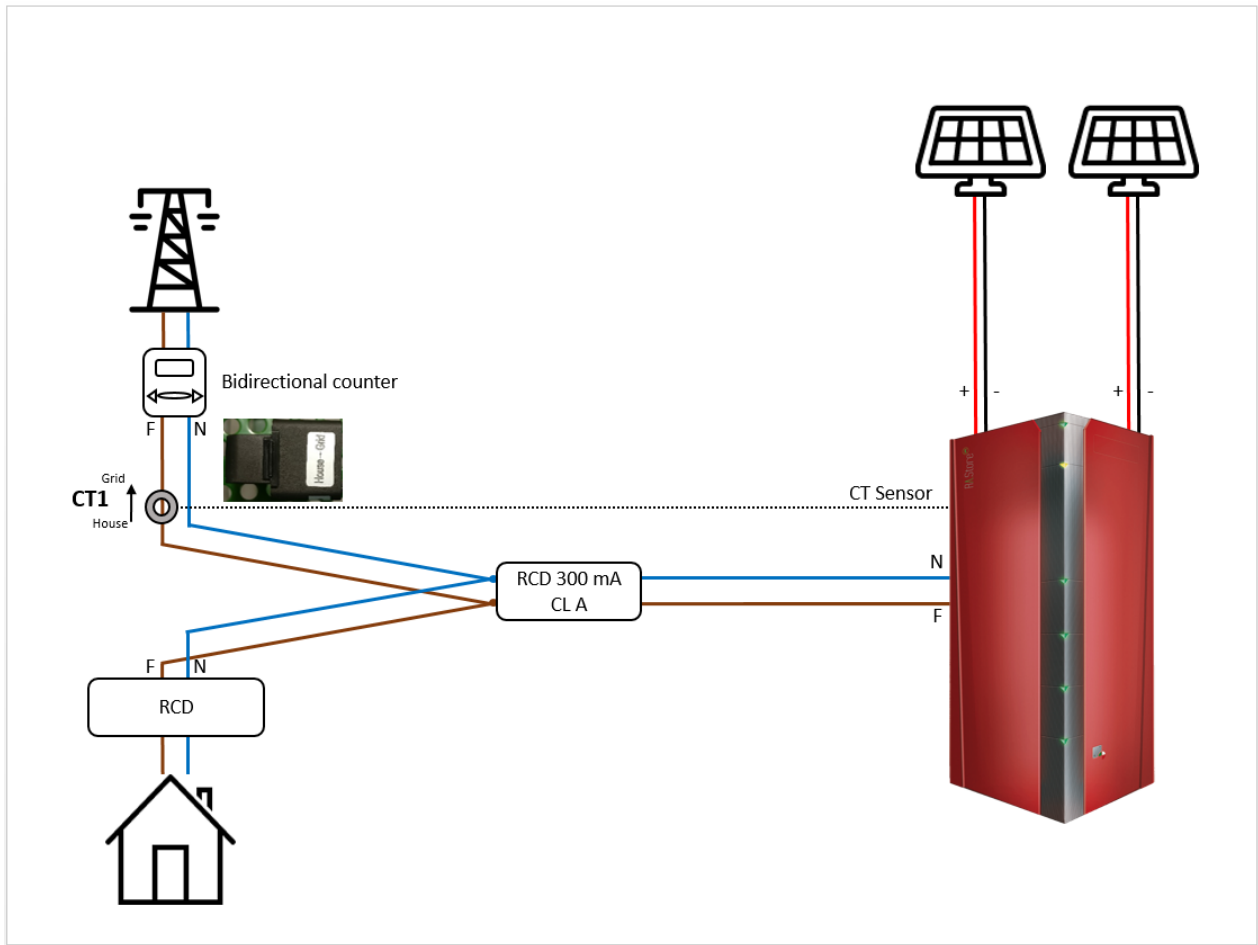 +
-
+
-
Bidirectional counter
F
N
House - Grid
Grid
CT1
House
CT Sensor
N
RCD 300 mA
CL A
F
F
N
RCD